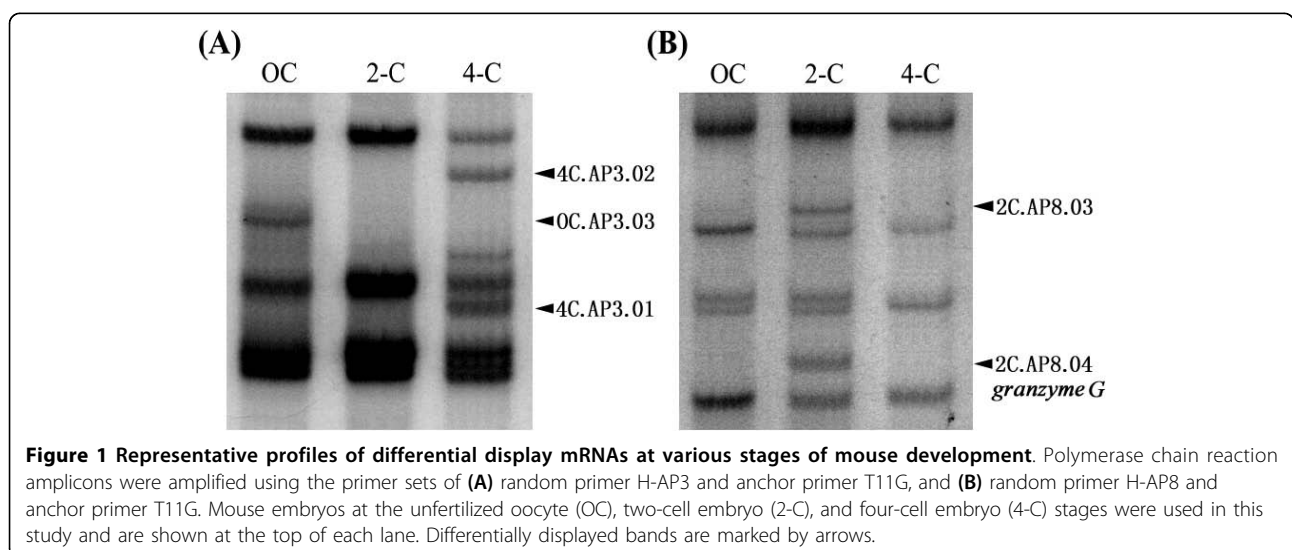 (A)
OC 2-C 4-C
4C.AP3.02
OC.AP3.03
4C.AP3.01
(B)
OC 2-C 4-C
2C.AP8.03
2C.AP8.04
granzyme G
Figure 1 Representative profiles of differential display mRNAs at various stages of mouse development. Polymerase chain reaction
amplicons were amplified using the primer sets of (A) random primer H-AP3 and anchor primer T11G, and (B) random primer H-AP8 and
anchor primer T11G. Mouse embryos at the unfertilized oocyte (OC), two-cell embryo (2-C), and four-cell embryo (4-C) stages were used in this
study and are shown at the top of each lane. Differentially displayed bands are marked by arrows.